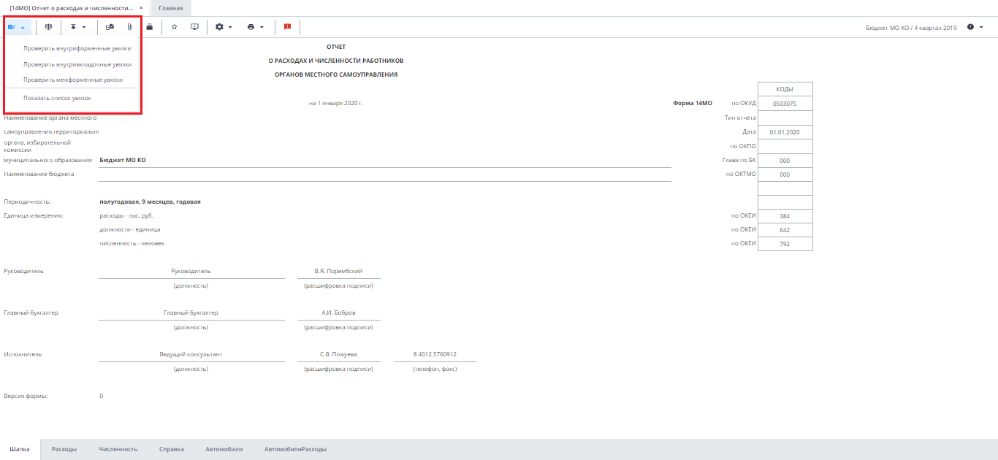 [14МО] Отчет о расходах и численности...
Главная
Бюджет МО КО / 4 квартал 2019
Проверить внутриформенные увязки
Проверить внутривкладочные увязки
Проверить межформенные увязки
Показать список увязок
ОТЧЕТ
О РАСХОДАХ И ЧИСЛЕННОСТИ РАБОТНИКОВ
ОРГАНОВ МЕСТНОГО САМОУПРАВЛЕНИЯ
КОДЫ
на 1 января 2020 г.
Форма 14МО
по ОКУД 0503075
Наименование органа местного
Тип отчета
самоуправления,территориальн
Дата 01.01.2020
органа, избирательной
комиссии
по ОКПО
муниципального образования Бюджет МО КО
Глава по БК 000
Наименование бюджета
по ОКТМО 000
Периодичность: полугодовая, 9 месяцев, годовая
Единица измерения: расходы - тыс. руб. по ОКЕИ 384
должности - единица по ОКЕИ 642
численность - человек по ОКЕИ 792
Руководитель Руководитель В.Я. Порембский
(должность) (расшифровка подписи)
Главный бухгалтер Главный бухгалтер А.И. Бобров
(должность) (расшифровка подписи)
Исполнитель Ведущий консультант С.В. Покуева 8 4012 5760912
(должность) (расшифровка подписи) (телефон, факс)
Версия формы: 0
Шапка Расходы Численность Справка Автомобили АвтомобилиРасходы